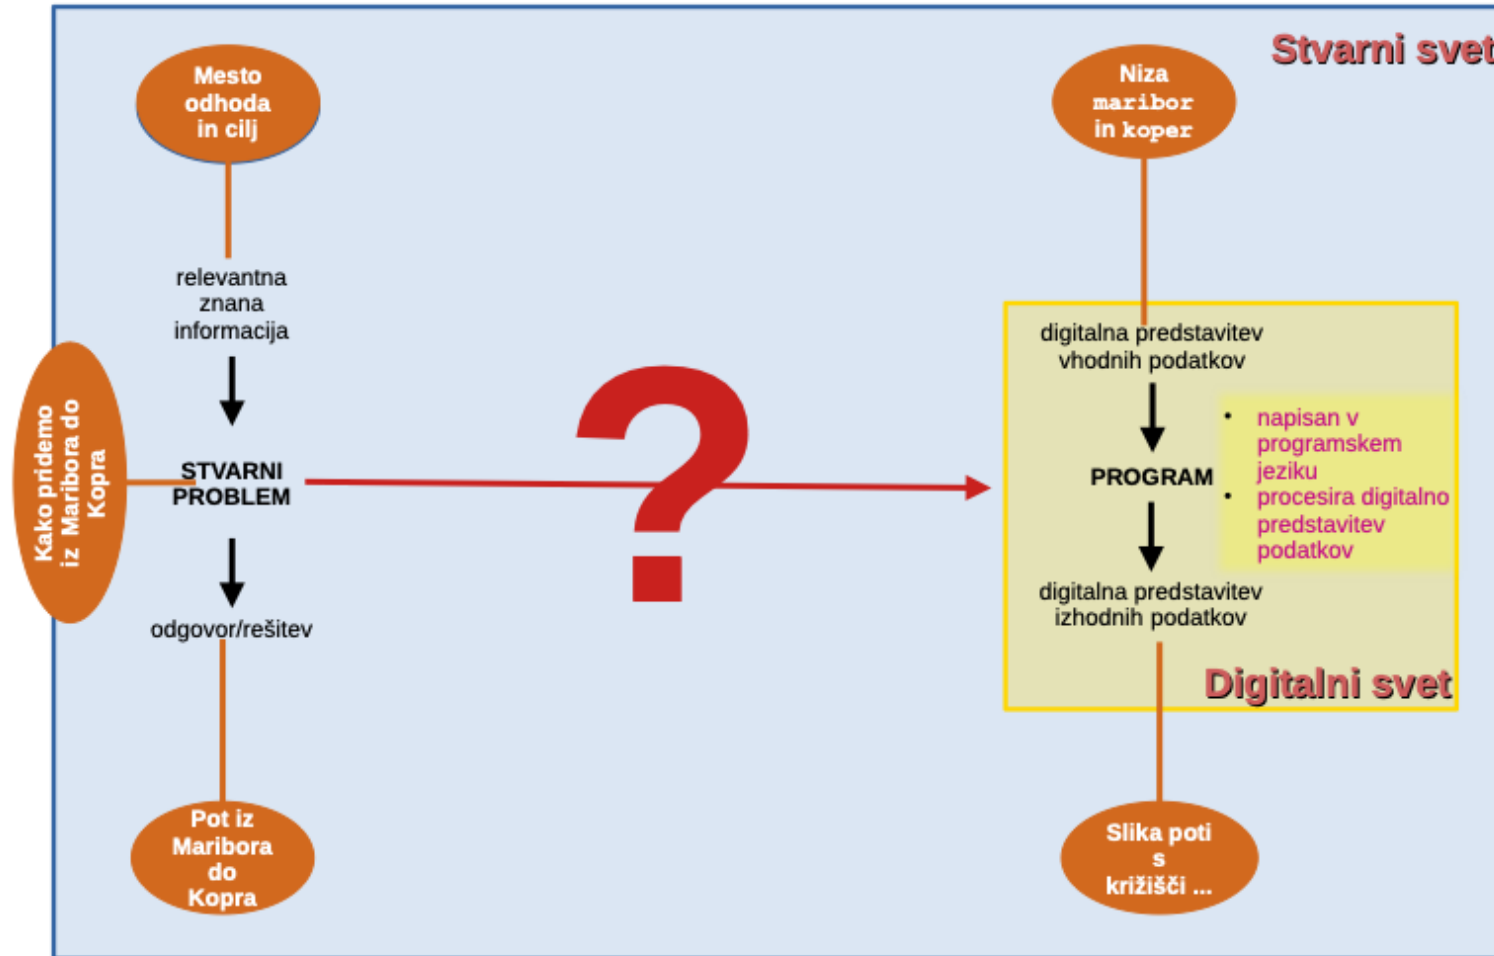 Stvarni svet
Mesto
odhoda
in cilj
relevantna
znana
informacija
Kako pridemo
iz Maribora do
Kopra
STVARNI
PROBLEM
odgovor/rešitev
Pot iz
Maribora
do
Kopra
?
Niza
maribor
in koper
digitalna predstavitev
vhodnih podatkov
PROGRAM
• napisan v
programskem
jeziku
• procesira digitalno
predstavitev
podatkov
digitalna predstavitev
izhodnih podatkov
Digitalni svet
Slika poti
s
križišči ...